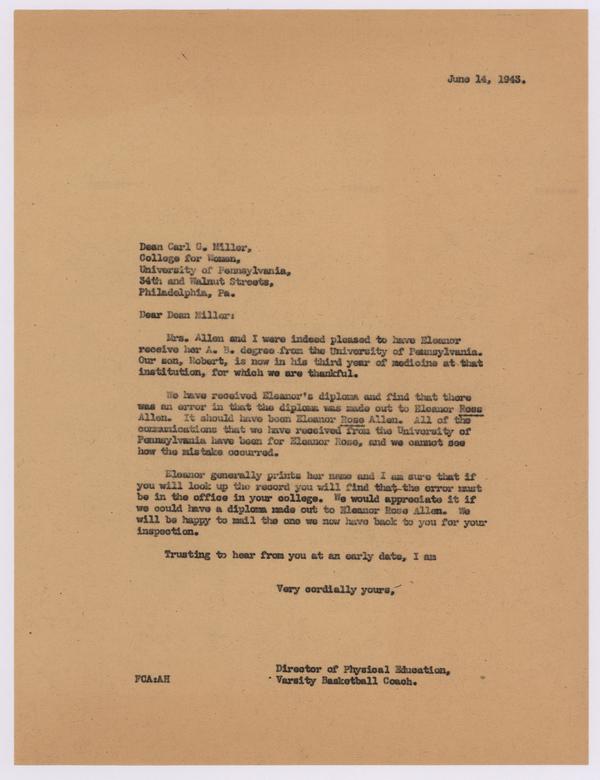 June 14, 1943.
Dean Carl G. Miller,
College for Women,
University of Pennsylvania,
34th and Walnut Streets,
Philadelphia, Pa.
Dear Dean Miller:
Mrs. Allen and I were indeed pleased to have Eleanor
receive her A. B. degree from the University of Pennsylvania.
Our son, Robert, is now in his third year of medicine at that
institution, for which we are thankful.
We have received Eleanor's diploma and find that there
was an error in that the diploma was made out to Eleanor Ross
Allen. It should have been Eleanor Rose Allen. All of the
communications that we have received from the University of
Pennsylvania have been for Eleanor Rose, and we cannot see
how the mistake occurred.
Eleanor generally prints her name and I am sure that if
you will look up the record you will find that the error must
be in the office in your college. We would appreciate it if
we could have a diploma made out to Eleanor Rose Allen. We
will be happy to mail the one we now have back to you for your
inspection.
Trusting to hear from you at an early date, I am
Very cordially yours,
Director of Physical Education,
FCA:AH Varsity Basketball Coach.